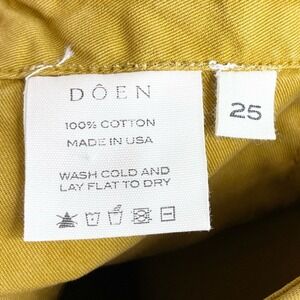 DÔEN
25
100% COTTON
MADE IN USA
WASH COLD AND
LAY FLAT TO DRY